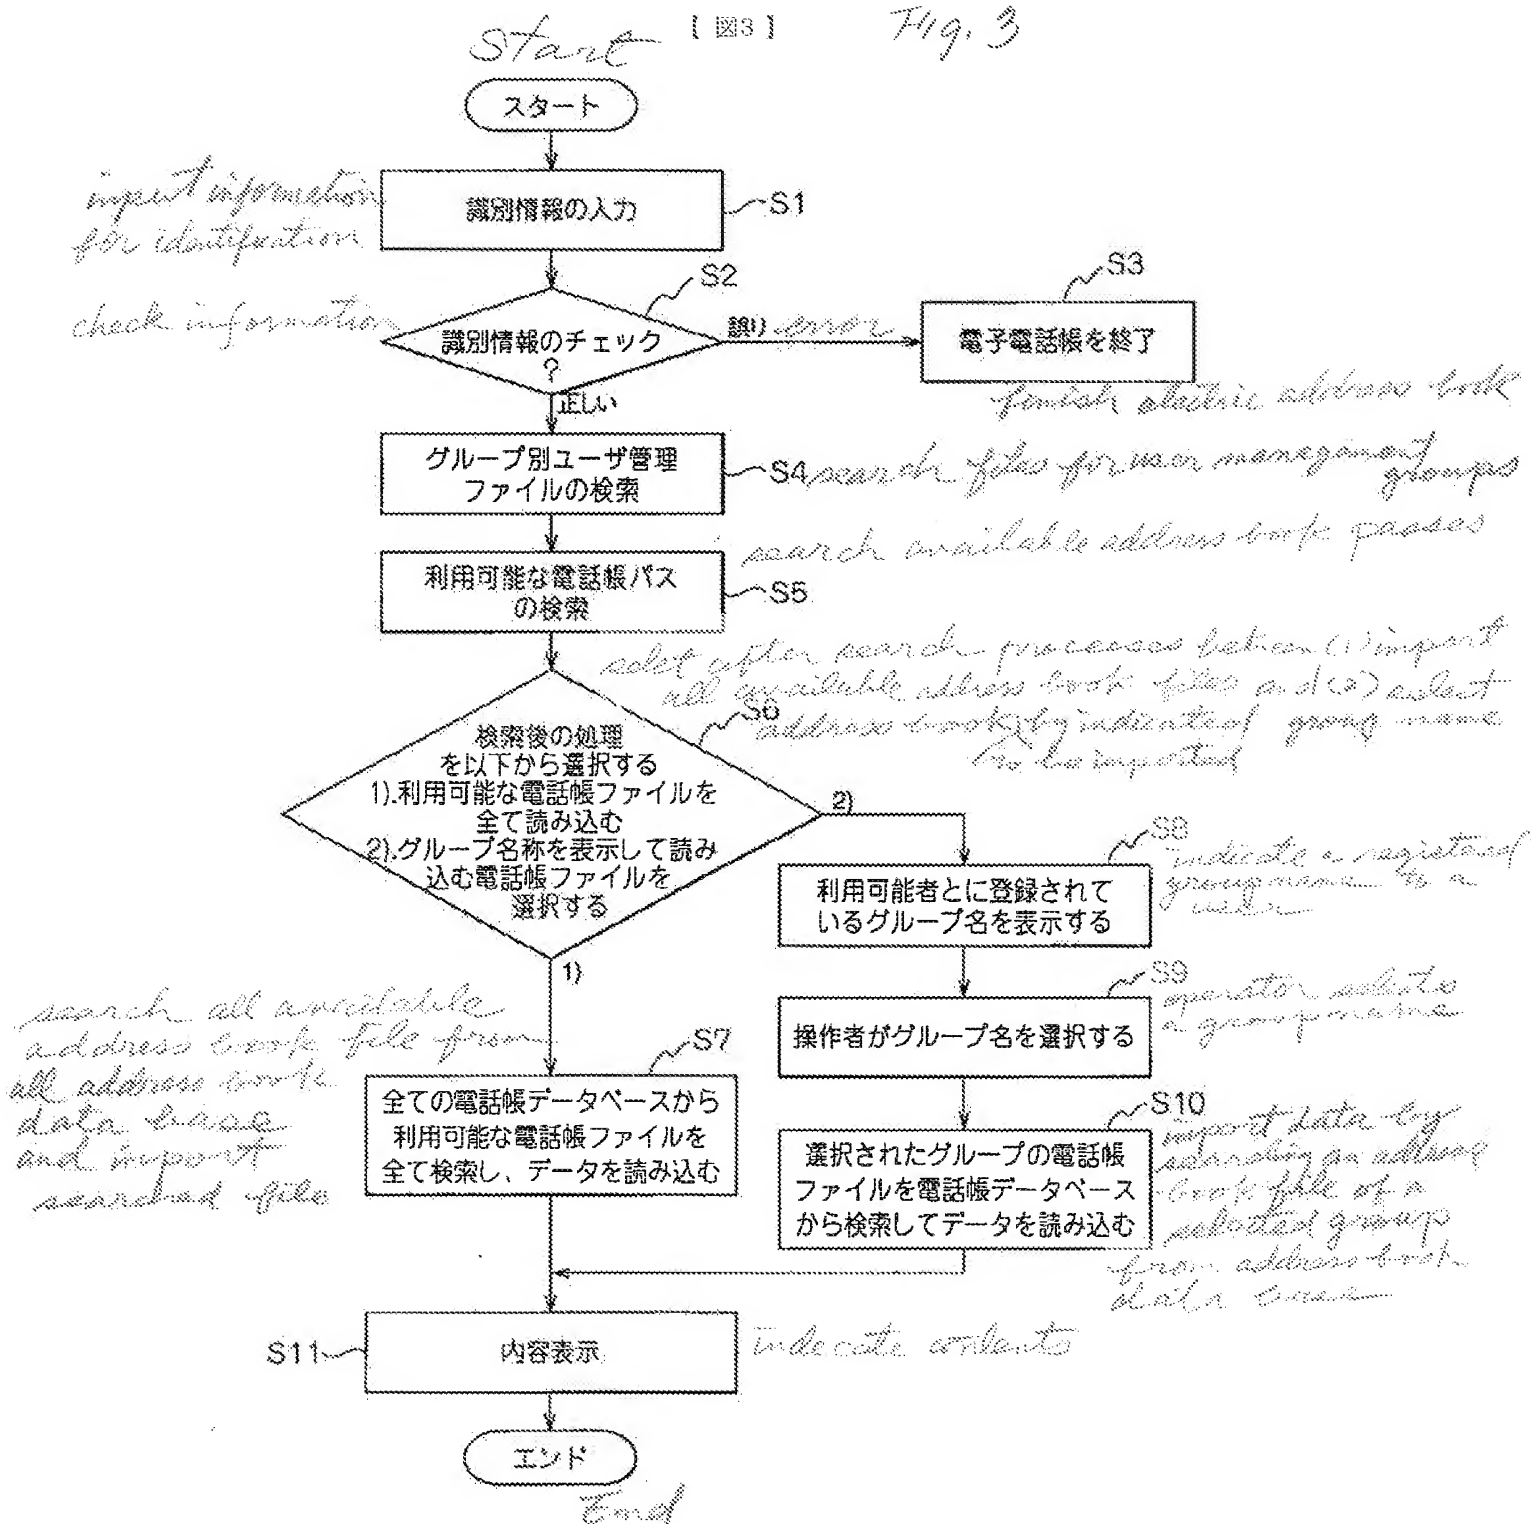 【 図3 】
Fig. 3
Start
スタート
input information
for identification
識別情報の入力
S1
S2
check information
識別情報のチェック
?
誤り
error
S3
電子電話帳を終了
finish electric address book
正しい
グループ別ユーザ管理
ファイルの検索
S4
search files for user management
groups
search available address book passes
利用可能な電話帳パス
の検索
S5
select after search processes between (1) import
all available address book files and (2) select
address book by indicated group name
to be imported
S6
検索後の処理
を以下から選択する
1).利用可能な電話帳ファイルを
全て読み込む
2).グループ名称を表示して読み
込む電話帳ファイルを
選択する
2)
1)
S8
indicate a registered
group name to a
user
利用可能者とに登録されて
いるグループ名を表示する
S9
operator selects
a group name
操作者がグループ名を選択する
search all available
address book file from
all address book
data base
and import
searched file
S7
全ての電話帳データベースから
利用可能な電話帳ファイルを
全て検索し、データを読み込む
S10
import data by
searching an address
book file of a
selected group
from address book
data base
選択されたグループの電話帳
ファイルを電話帳データベース
から検索してデータを読み込む
S11
内容表示
indecate contents
エンド
End